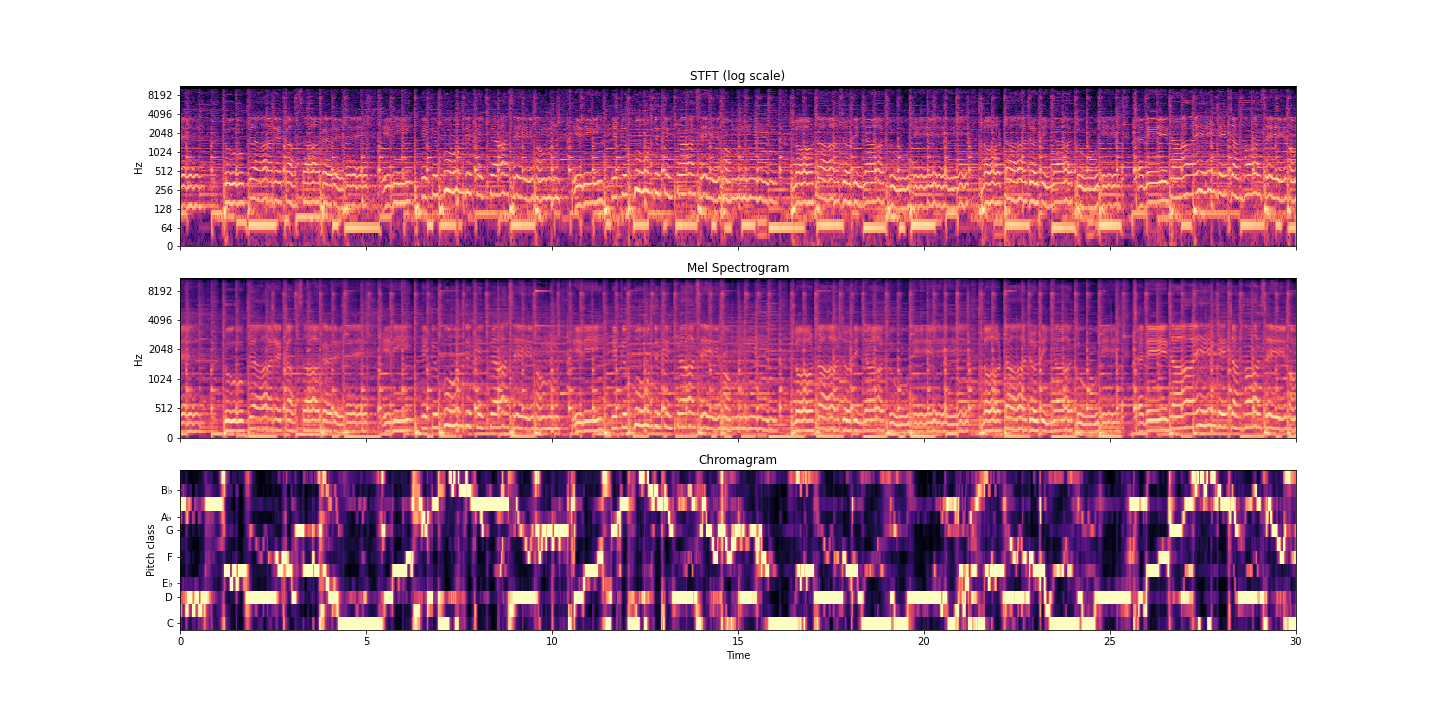 STFT (log scale)
8192
4096
2048
1024
512
256
128
64
0
Hz
Mel Spectrogram
8192
4096
2048
1024
512
0
Hz
Chromagram
B♭
A♭
G
F
E♭
D
C
Pitch class
0 5 10 15 20 25 30
Time